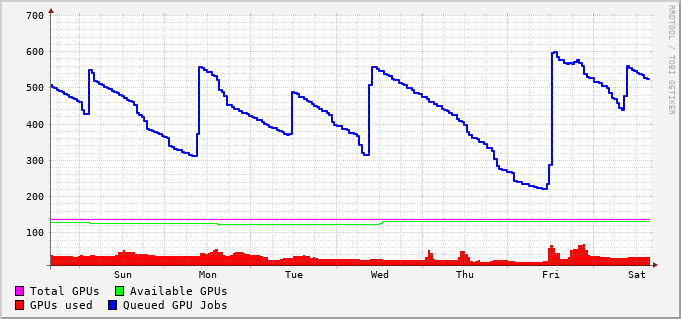 700
600
500
400
300
200
100
Sun Mon Tue Wed Thu Fri Sat
Total GPUs Available GPUs
GPUs used Queued GPU Jobs
RRDTOOL / TOBI OETIKER